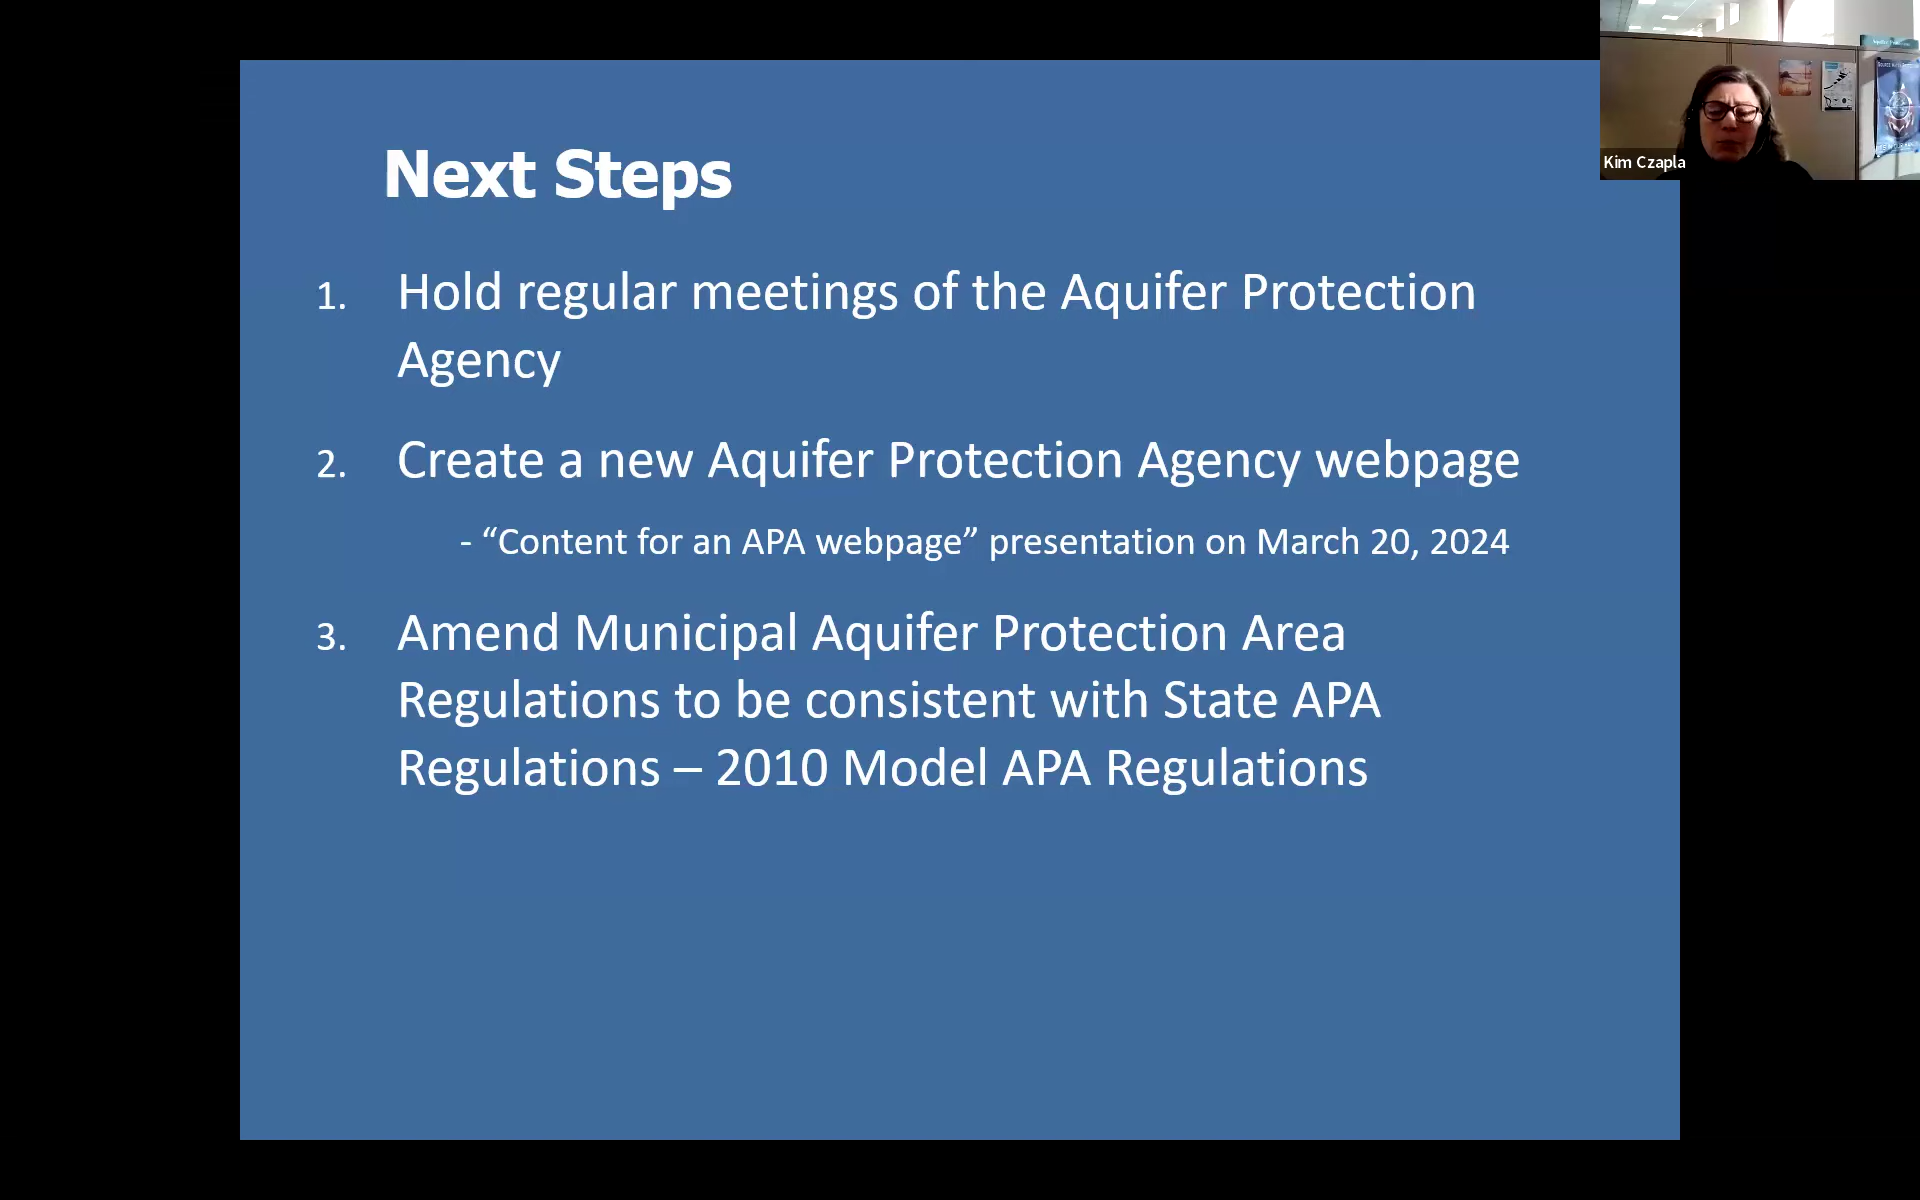 Next Steps
1. Hold regular meetings of the Aquifer Protection
Agency
2. Create a new Aquifer Protection Agency webpage
- “Content for an APA webpage” presentation on March 20, 2024
3. Amend Municipal Aquifer Protection Area
Regulations to be consistent with State APA
Regulations – 2010 Model APA Regulations
Kim Czapla